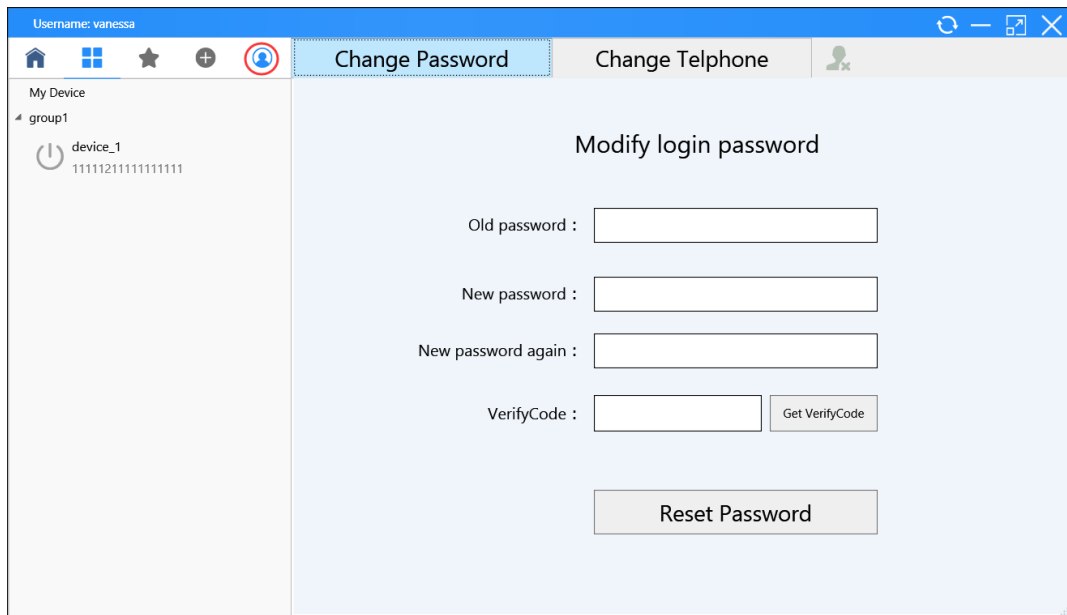 Username: vanessa
Change Password
Change Telphone
My Device
group1
device_1
11111211111111111
Modify login password
Old password :
New password :
New password again :
VerifyCode :
Get VerifyCode
Reset Password